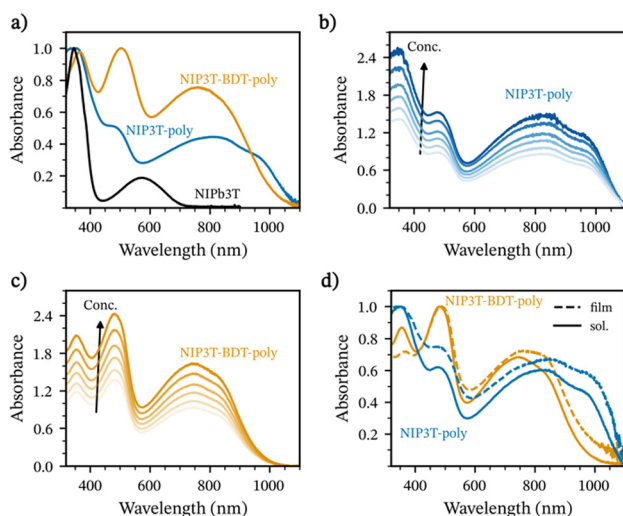 a)
1.0
0.8
0.6
0.4
0.2
Absorbance
NIP3T-BDT-poly
NIP3T-poly
NIPb3T
400 600 800 1000
Wavelength (nm)
b)
2.4
1.8
1.2
0.6
0.0
Absorbance
Conc.
NIP3T-poly
400 600 800 1000
Wavelength (nm)
c)
2.4
1.8
1.2
0.6
0.0
Absorbance
Conc.
NIP3T-BDT-poly
400 600 800 1000
Wavelength (nm)
d)
1.0
0.8
0.6
0.4
0.2
Absorbance
NIP3T-BDT-poly
film
sol.
NIP3T-poly
400 600 800 1000
Wavelength (nm)